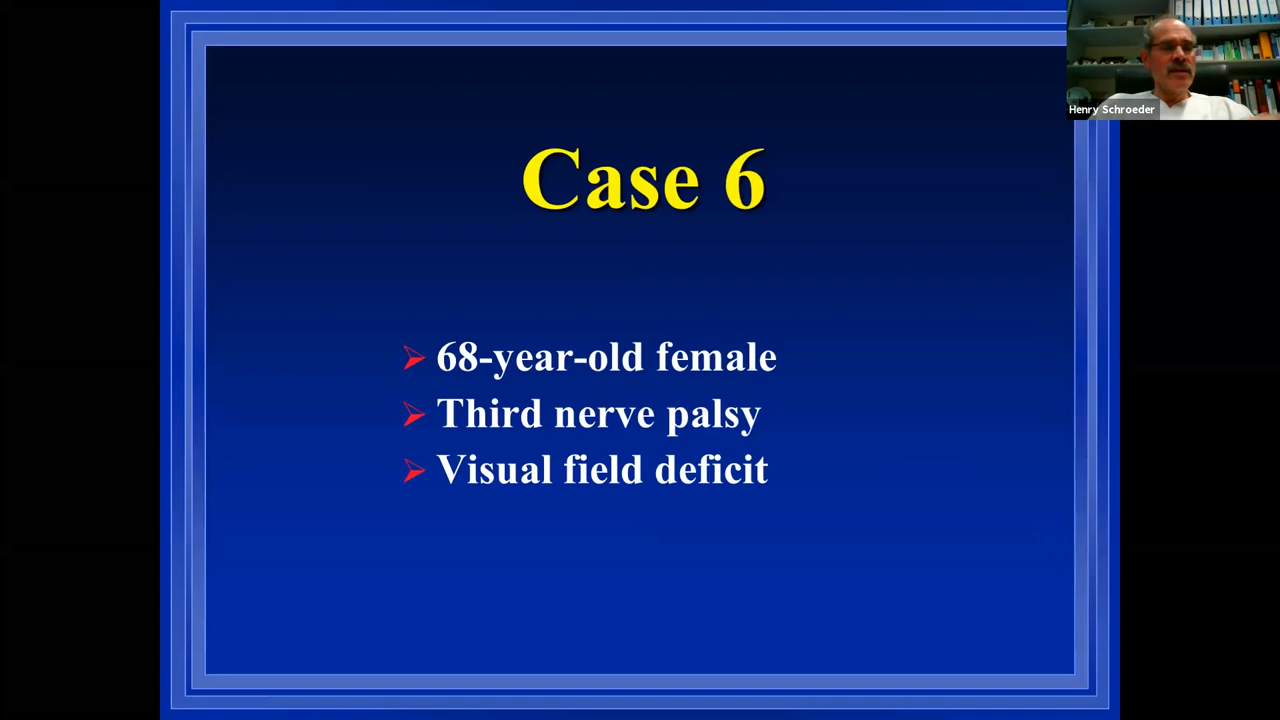 Henry Schroeder
Case 6
68-year-old female
Third nerve palsy
Visual field deficit